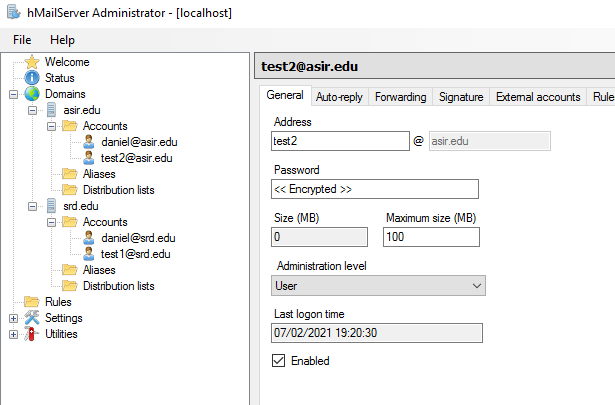 hMailServer Administrator - [localhost]
File Help
Welcome
Status
Domains
asir.edu
Accounts
daniel@asir.edu
test2@asir.edu
Aliases
Distribution lists
srd.edu
Accounts
daniel@srd.edu
test1@srd.edu
Aliases
Distribution lists
Rules
Settings
Utilities
test2@asir.edu
General Auto-reply Forwarding Signature External accounts Rule
Address
test2 @ asir.edu
Password
<< Encrypted >>
Size (MB) Maximum size (MB)
0 100
Administration level
User
Last logon time
07/02/2021 19:20:30
Enabled